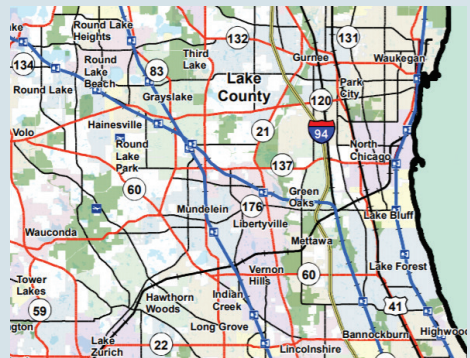 Round Lake
Heights
132
131
Third
Lake
Gurnee
Waukegan
134
Round
Lake
Beach
83
Lake
County
Park
City
Round Lake
Grayslake
120
Hainesville
21
94
Volo
Round
Lake
Park
North
Chicago
137
60
Green
Oaks
176
Mundelein
Libertyville
Lake Bluff
Wauconda
Mettawa
Vernon
Hills
60
Lake Forest
Tower
Lakes
Hawthorn
Woods
Indian
Creek
41
59
Long Grove
Bannockburn
Lake
Zurich
22
Lincolnshire